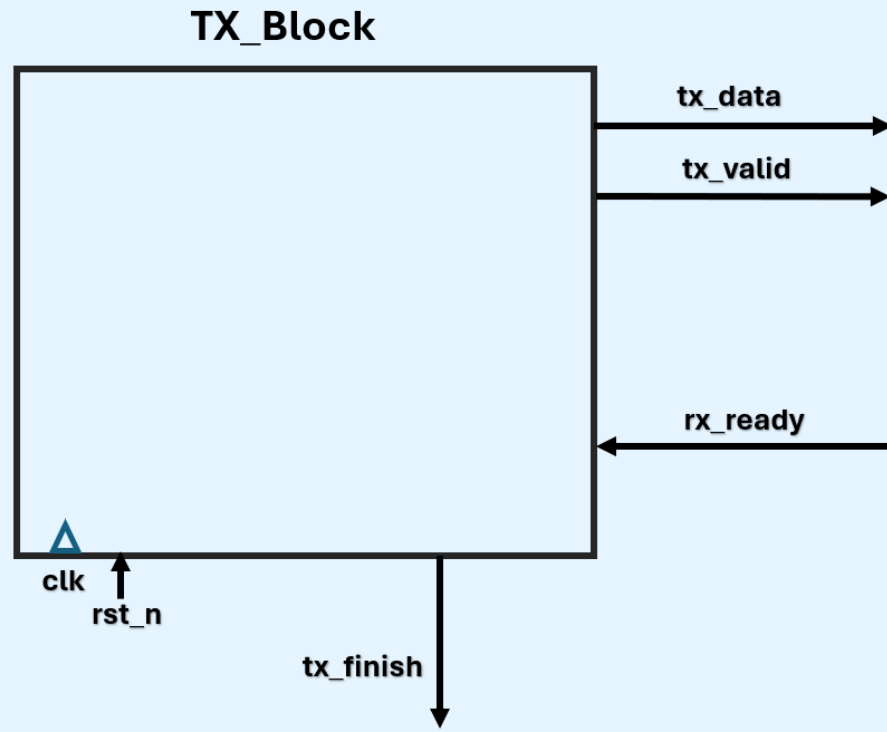 TX_Block
tx_data
tx_valid
rx_ready
clk
rst_n
tx_finish